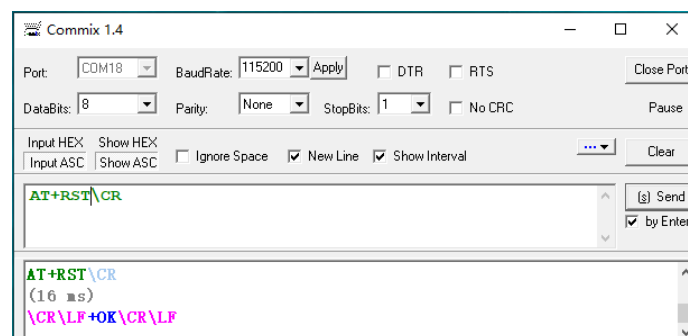 Commix 1.4
Port: COM18 BaudRate: 115200 Apply DTR RTS Close Port
DataBits: 8 Parity: None StopBits: 1 No CRC Pause
Input HEX Show HEX
Input ASC Show ASC Ignore Space New Line Show Interval ... Clear
AT+RST\CR (s) Send
by Enter
AT+RST\CR
(16 ms)
\CR\LF+OK\CR\LF